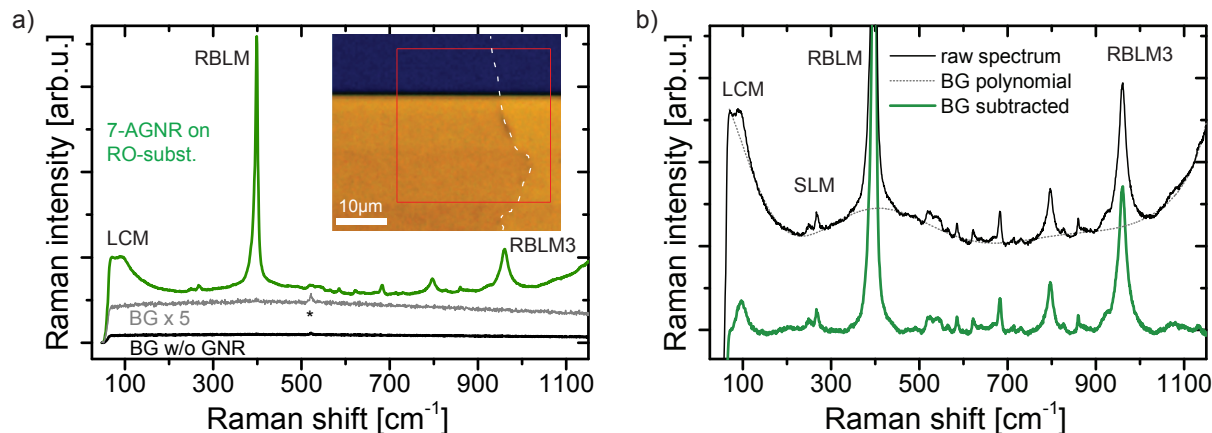 a)
Raman intensity [arb.u.]
RBLM
7-AGNR on
RO-subst.
10µm
LCM
RBLM3
BG x 5
*
BG w/o GNR
100 300 500 700 900 1100
Raman shift [cm⁻¹]
b)
Raman intensity [arb.u.]
RBLM
raw spectrum
BG polynomial
BG subtracted
RBLM3
LCM
SLM
100 300 500 700 900 1100
Raman shift [cm⁻¹]